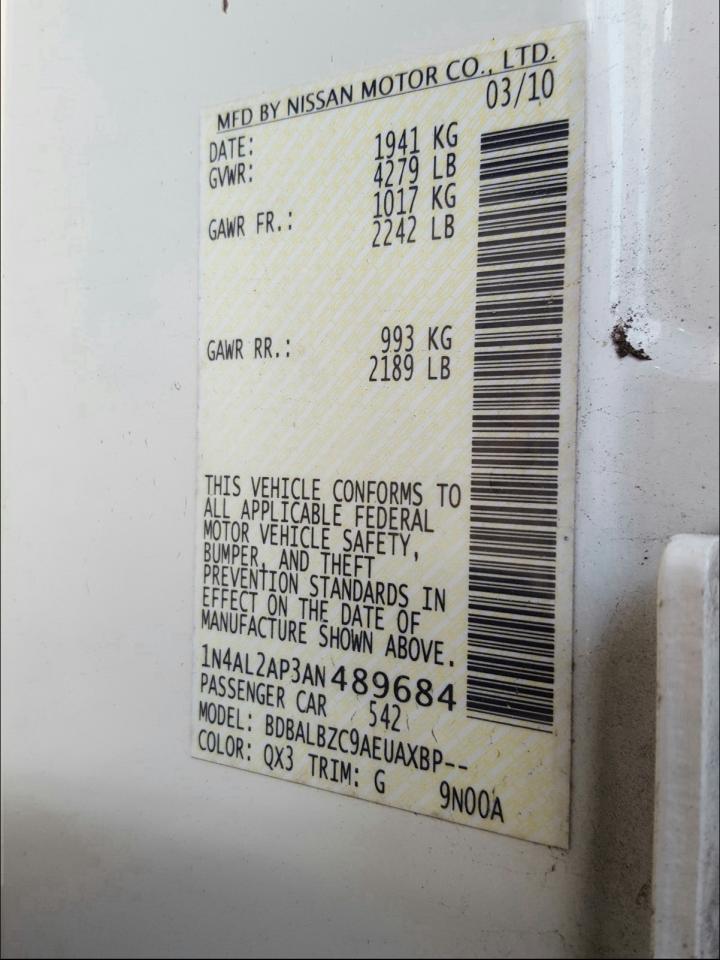 MFD BY NISSAN MOTOR CO., LTD.
DATE: 03/10
GVWR: 1941 KG
4279 LB
GAWR FR.: 1017 KG
2242 LB
GAWR RR.: 993 KG
2189 LB
THIS VEHICLE CONFORMS TO
ALL APPLICABLE FEDERAL
MOTOR VEHICLE SAFETY,
BUMPER, AND THEFT
PREVENTION STANDARDS IN
EFFECT ON THE DATE OF
MANUFACTURE SHOWN ABOVE.
1N4AL2AP3AN489684
PASSENGER CAR 542
MODEL: BDBALBZC9AEUAXBP--
COLOR: QX3 TRIM: G 9N00A